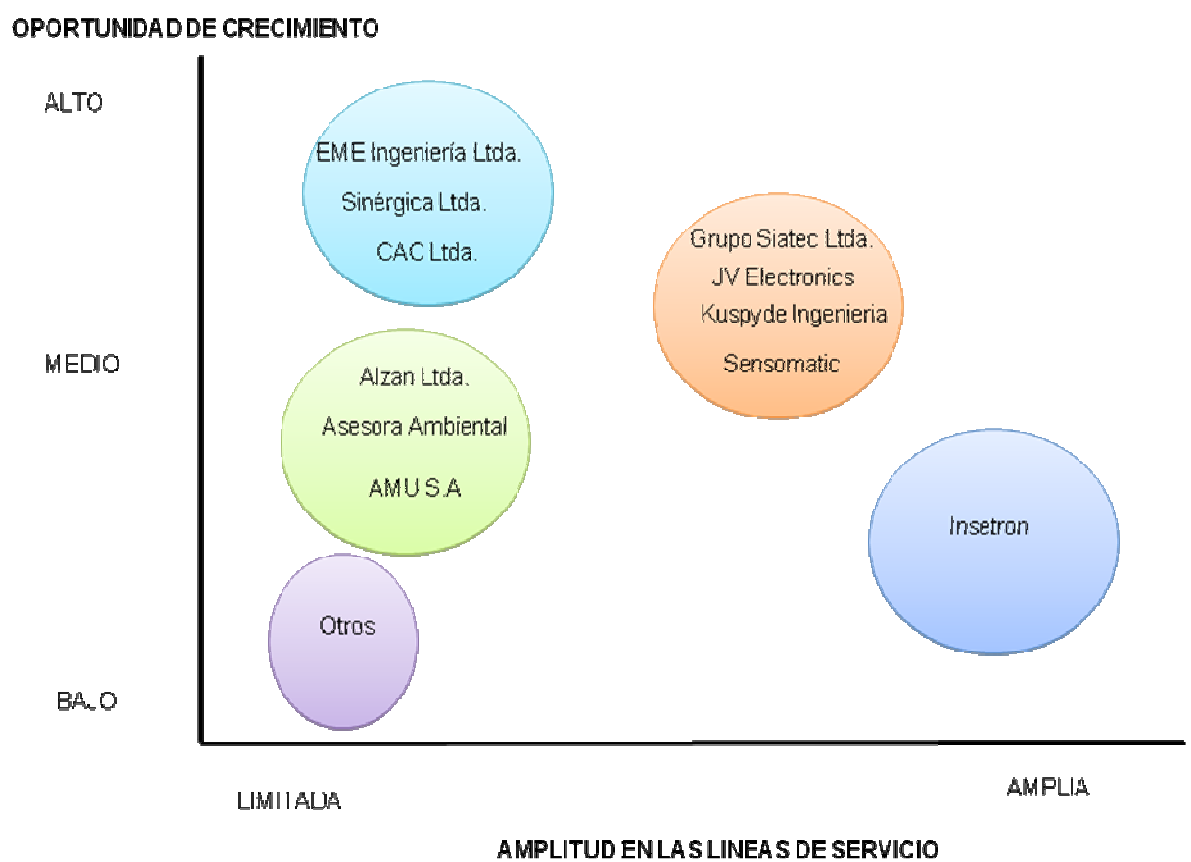 OPORTUNIDAD DE CRECIMIENTO
ALTO
EME Ingeniería Ltda.
Sinérgica Ltda.
CAC Ltda.
Grupo Siatec Ltda.
JV Electronics
Kuspyde Ingenieria
Sensomatic
MEDIO
Alzan Ltda.
Asesora Ambiental
AMU S.A
Insetron
Otros
BAJO
LIMITADA
AMPLIA
AMPLITUD EN LAS LINEAS DE SERVICIO